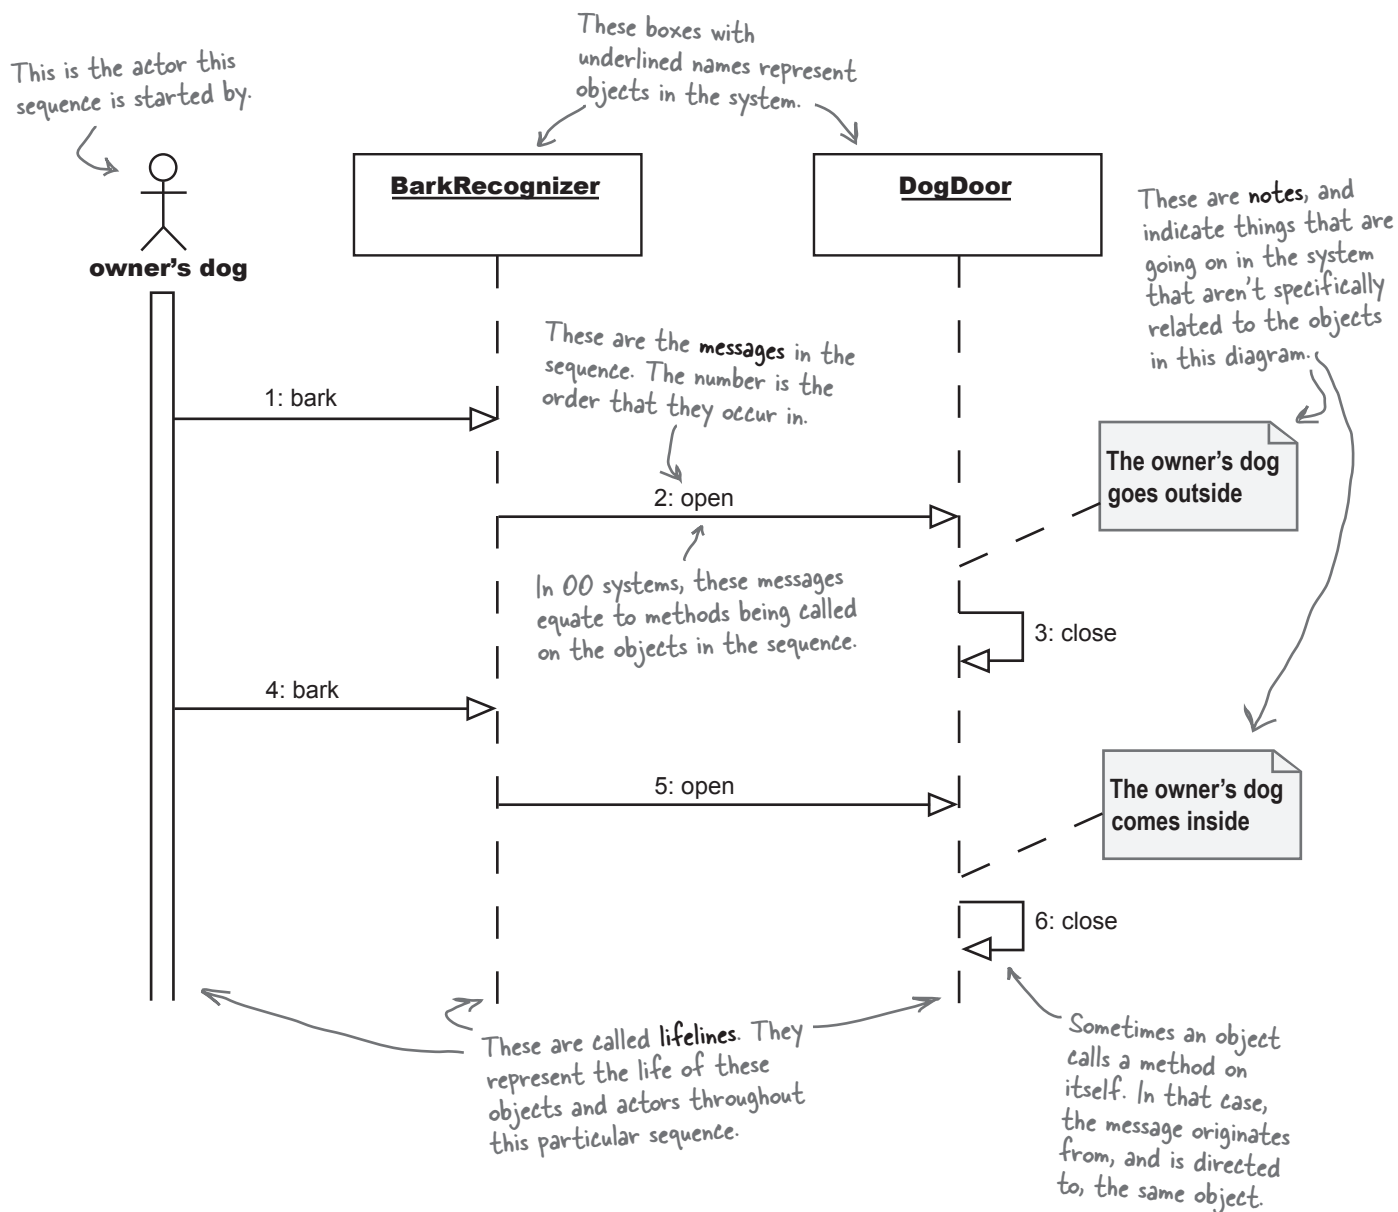 These boxes with
underlined names represent
objects in the system.
This is the actor this
sequence is started by.
BarkRecognizer
DogDoor
owner's dog
These are notes, and
indicate things that are
going on in the system
that aren't specifically
related to the objects
in this diagram.
These are the messages in the
sequence. The number is the
order that they occur in.
1: bark
The owner's dog
goes outside
2: open
In OO systems, these messages
equate to methods being called
on the objects in the sequence.
3: close
4: bark
5: open
The owner's dog
comes inside
6: close
These are called lifelines. They
represent the life of these
objects and actors throughout
this particular sequence.
Sometimes an object
calls a method on
itself. In that case,
the message originates
from, and is directed
to, the same object.